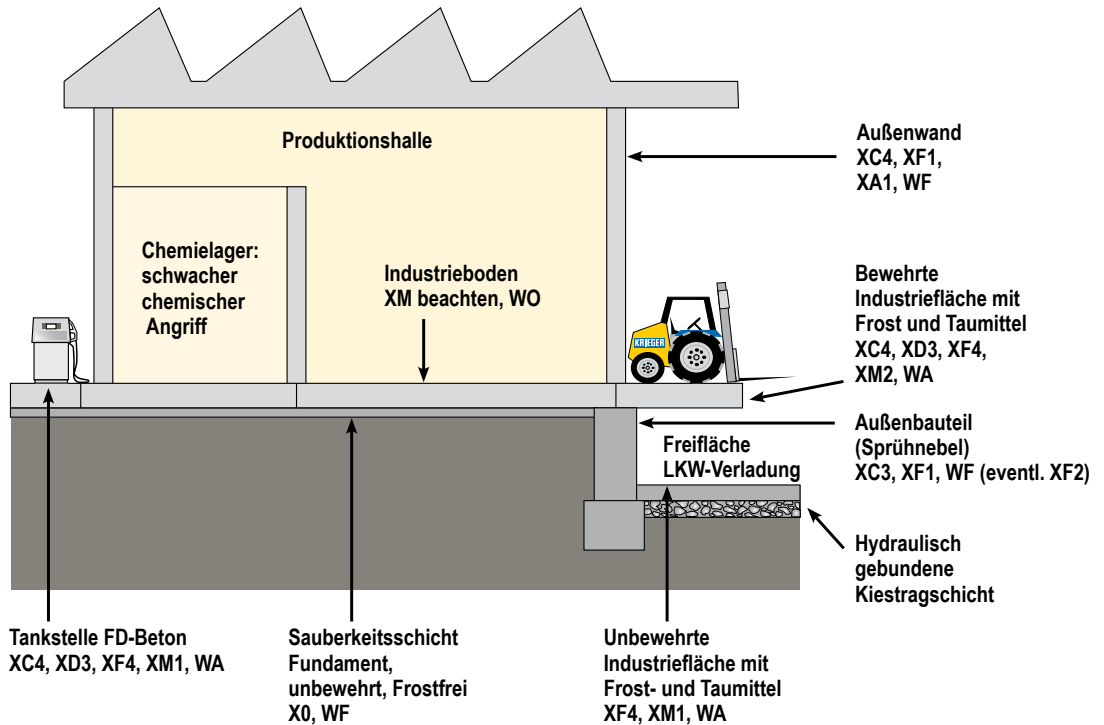 Produktionshalle
Außenwand
XC4, XF1,
XA1, WF
Chemielager:
schwacher
chemischer
Angriff
Industrieboden
XM beachten, WO
Bewehrte
Industriefläche mit
Frost und Taumittel
XC4, XD3, XF4,
XM2, WA
KRIEGER
Außenbauteil
(Sprühnebel)
XC3, XF1, WF (eventl. XF2)
Freifläche
LKW-Verladung
Hydraulisch
gebundene
Kiestragschicht
Tankstelle FD-Beton
XC4, XD3, XF4, XM1, WA
Sauberkeitsschicht
Fundament,
unbewehrt, Frostfrei
X0, WF
Unbewehrte
Industriefläche mit
Frost- und Taumittel
XF4, XM1, WA